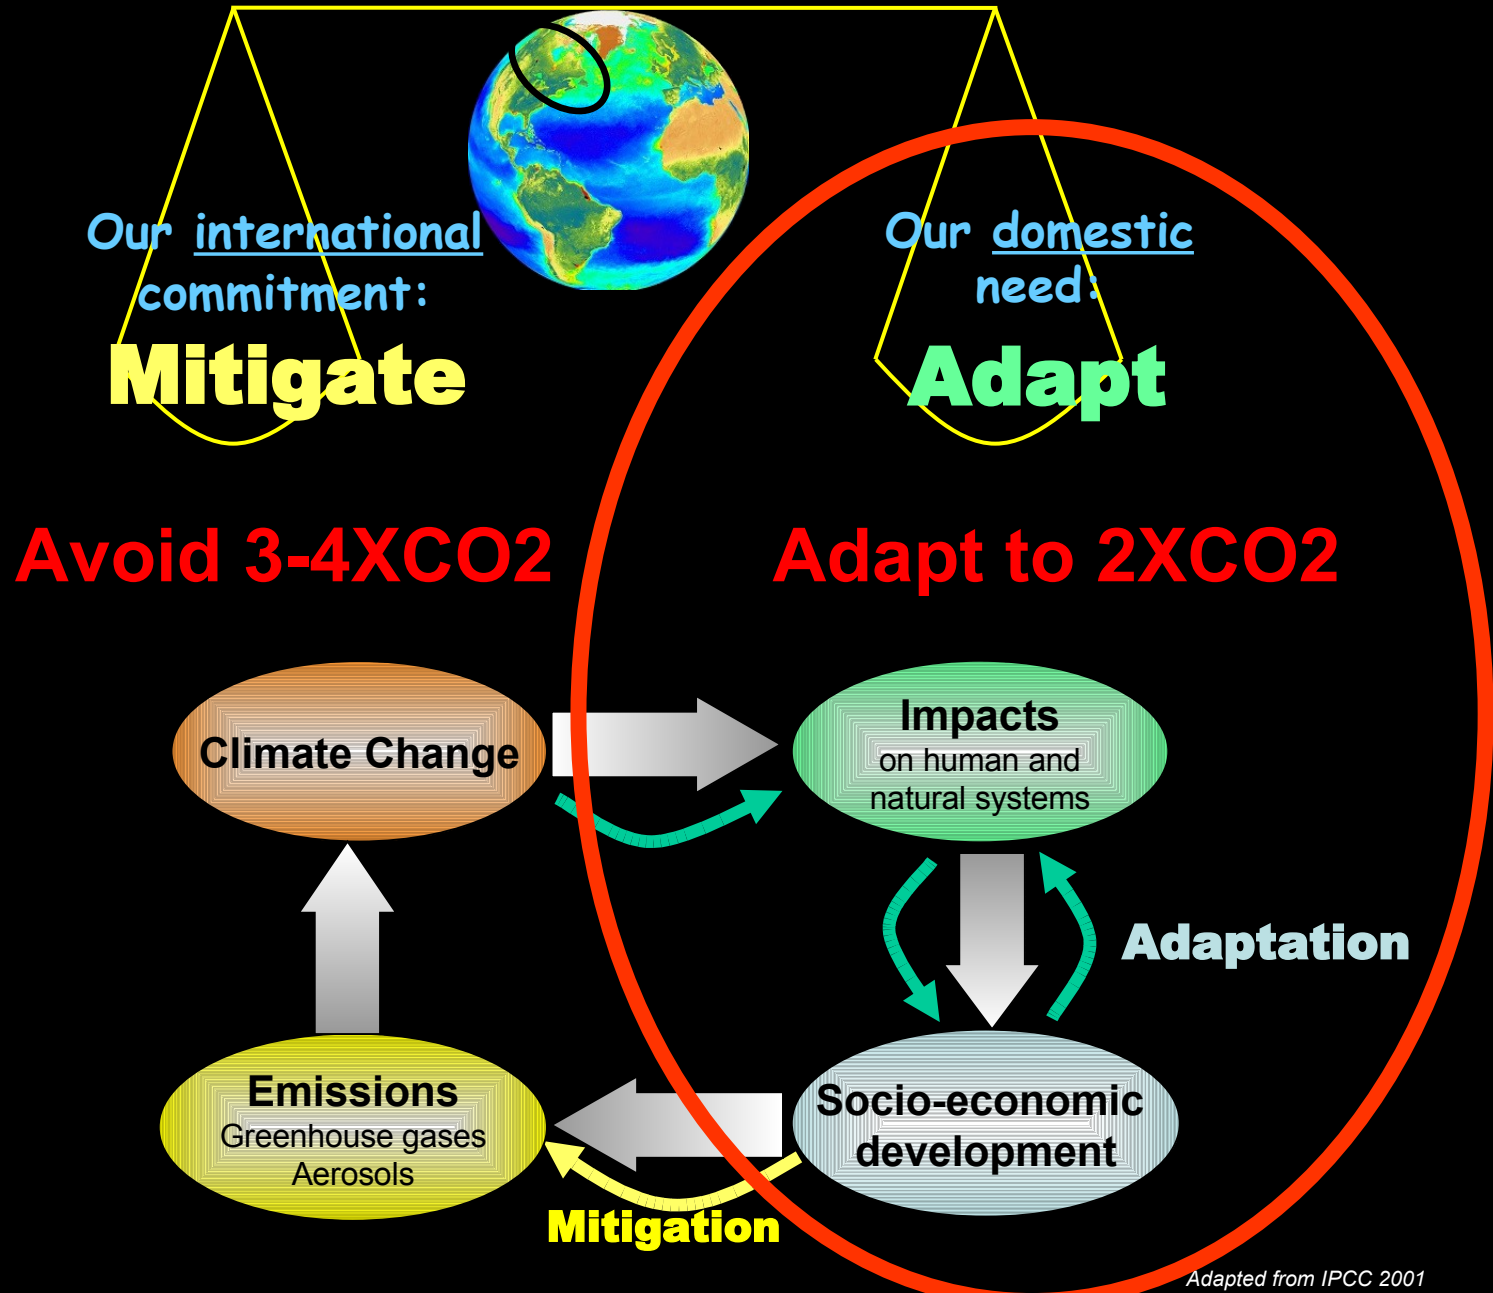 Our international
commitment:
Mitigate
Our domestic
need:
Adapt
Avoid 3-4XCO2
Adapt to 2XCO2
Climate Change
Impacts
on human and
natural systems
Adaptation
Emissions
Greenhouse gases
Aerosols
Socio-economic
development
Mitigation
Adapted from IPCC 2001